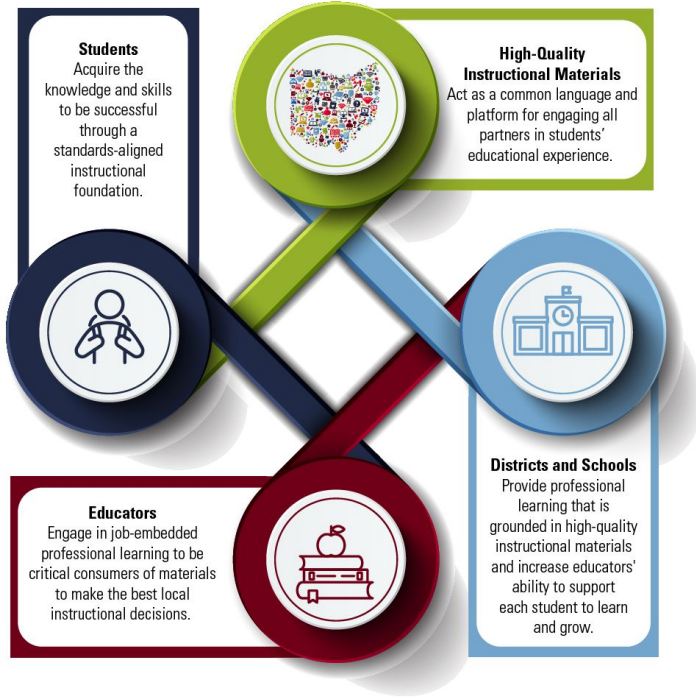 Students
Acquire the
knowledge and skills
to be successful
through a
standards-aligned
instructional
foundation.
High-Quality
Instructional Materials
Act as a common language and
platform for engaging all
partners in students’
educational experience.
Educators
Engage in job-embedded
professional learning to be
critical consumers of materials
to make the best local
instructional decisions.
Districts and Schools
Provide professional
learning that is
grounded in high-quality
instructional materials
and increase educators'
ability to support
each student to learn
and grow.